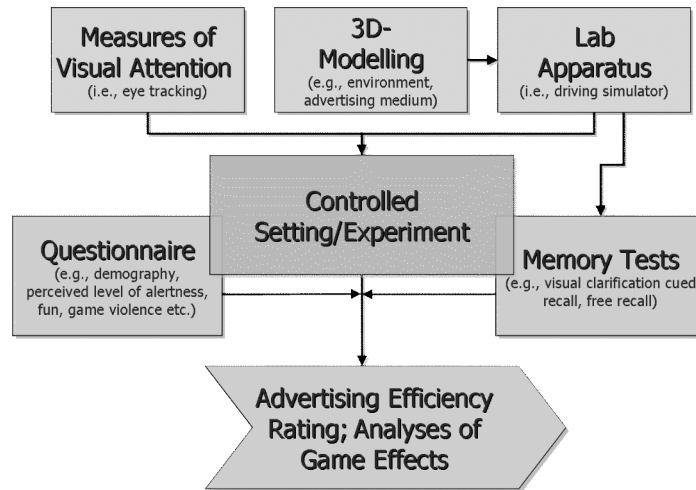 Measures of
Visual Attention
(i.e., eye tracking)
3D-
Modelling
(e.g., environment,
advertising medium)
Lab
Apparatus
(i.e., driving simulator)
Controlled
Setting/Experiment
Questionnaire
(e.g., demography,
perceived level of alertness,
fun, game violence etc.)
Memory Tests
(e.g., visual clarification cued
recall, free recall)
Advertising Efficiency
Rating; Analyses of
Game Effects